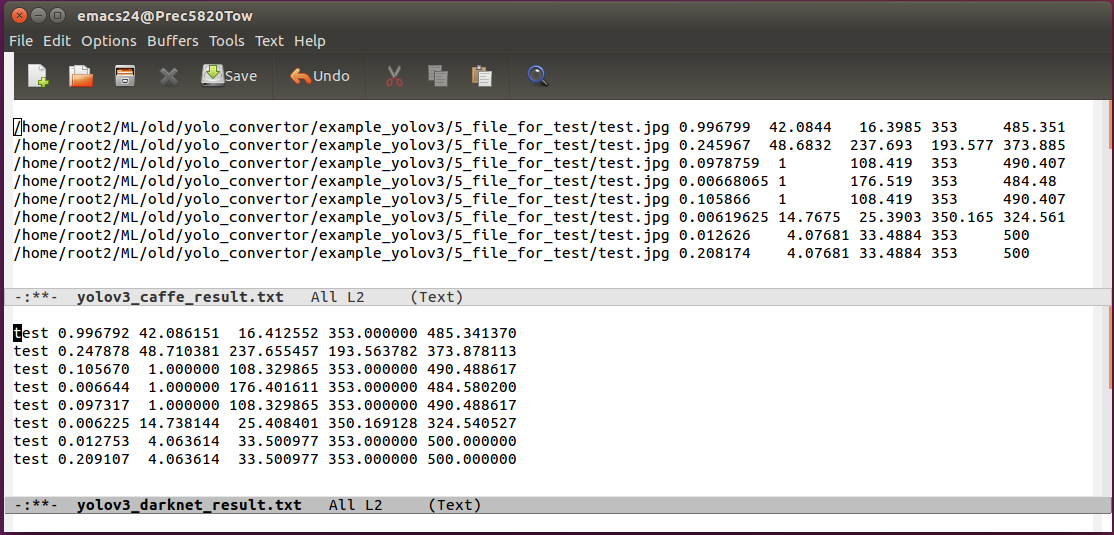 emacs24@Prec5820Tow
File Edit Options Buffers Tools Text Help
Save Undo
/home/root2/ML/old/yolo_convertor/example_yolov3/5_file_for_test/test.jpg 0.996799  42.0844   16.3985 353     485.351
/home/root2/ML/old/yolo_convertor/example_yolov3/5_file_for_test/test.jpg 0.245967  48.6832  237.693  193.577 373.885
/home/root2/ML/old/yolo_convertor/example_yolov3/5_file_for_test/test.jpg 0.0978759  1       108.419  353     490.407
/home/root2/ML/old/yolo_convertor/example_yolov3/5_file_for_test/test.jpg 0.00668065 1       176.519  353     484.48
/home/root2/ML/old/yolo_convertor/example_yolov3/5_file_for_test/test.jpg 0.105866   1       108.419  353     490.407
/home/root2/ML/old/yolo_convertor/example_yolov3/5_file_for_test/test.jpg 0.00619625 14.7675  25.3903 350.165 324.561
/home/root2/ML/old/yolo_convertor/example_yolov3/5_file_for_test/test.jpg 0.012626    4.07681 33.4884 353     500
/home/root2/ML/old/yolo_convertor/example_yolov3/5_file_for_test/test.jpg 0.208174    4.07681 33.4884 353     500
-:**-  yolov3_caffe_result.txt   All L2     (Text)
test 0.996792 42.086151  16.412552 353.000000 485.341370
test 0.247878 48.710381 237.655457 193.563782 373.878113
test 0.105670  1.000000 108.329865 353.000000 490.488617
test 0.006644  1.000000 176.401611 353.000000 484.580200
test 0.097317  1.000000 108.329865 353.000000 490.488617
test 0.006225 14.738144  25.408401 350.169128 324.540527
test 0.012753  4.063614  33.500977 353.000000 500.000000
test 0.209107  4.063614  33.500977 353.000000 500.000000
-:**-  yolov3_darknet_result.txt   All L2     (Text)